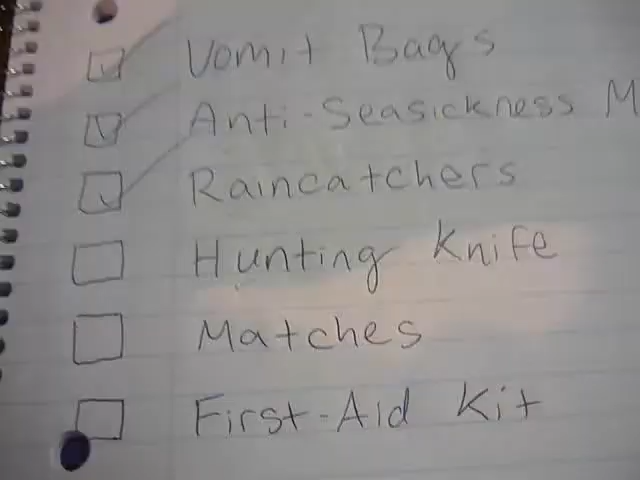 Vomit Bags
Anti-Seasickness M
Raincatchers
Hunting Knife
Matches
First-Aid Kit